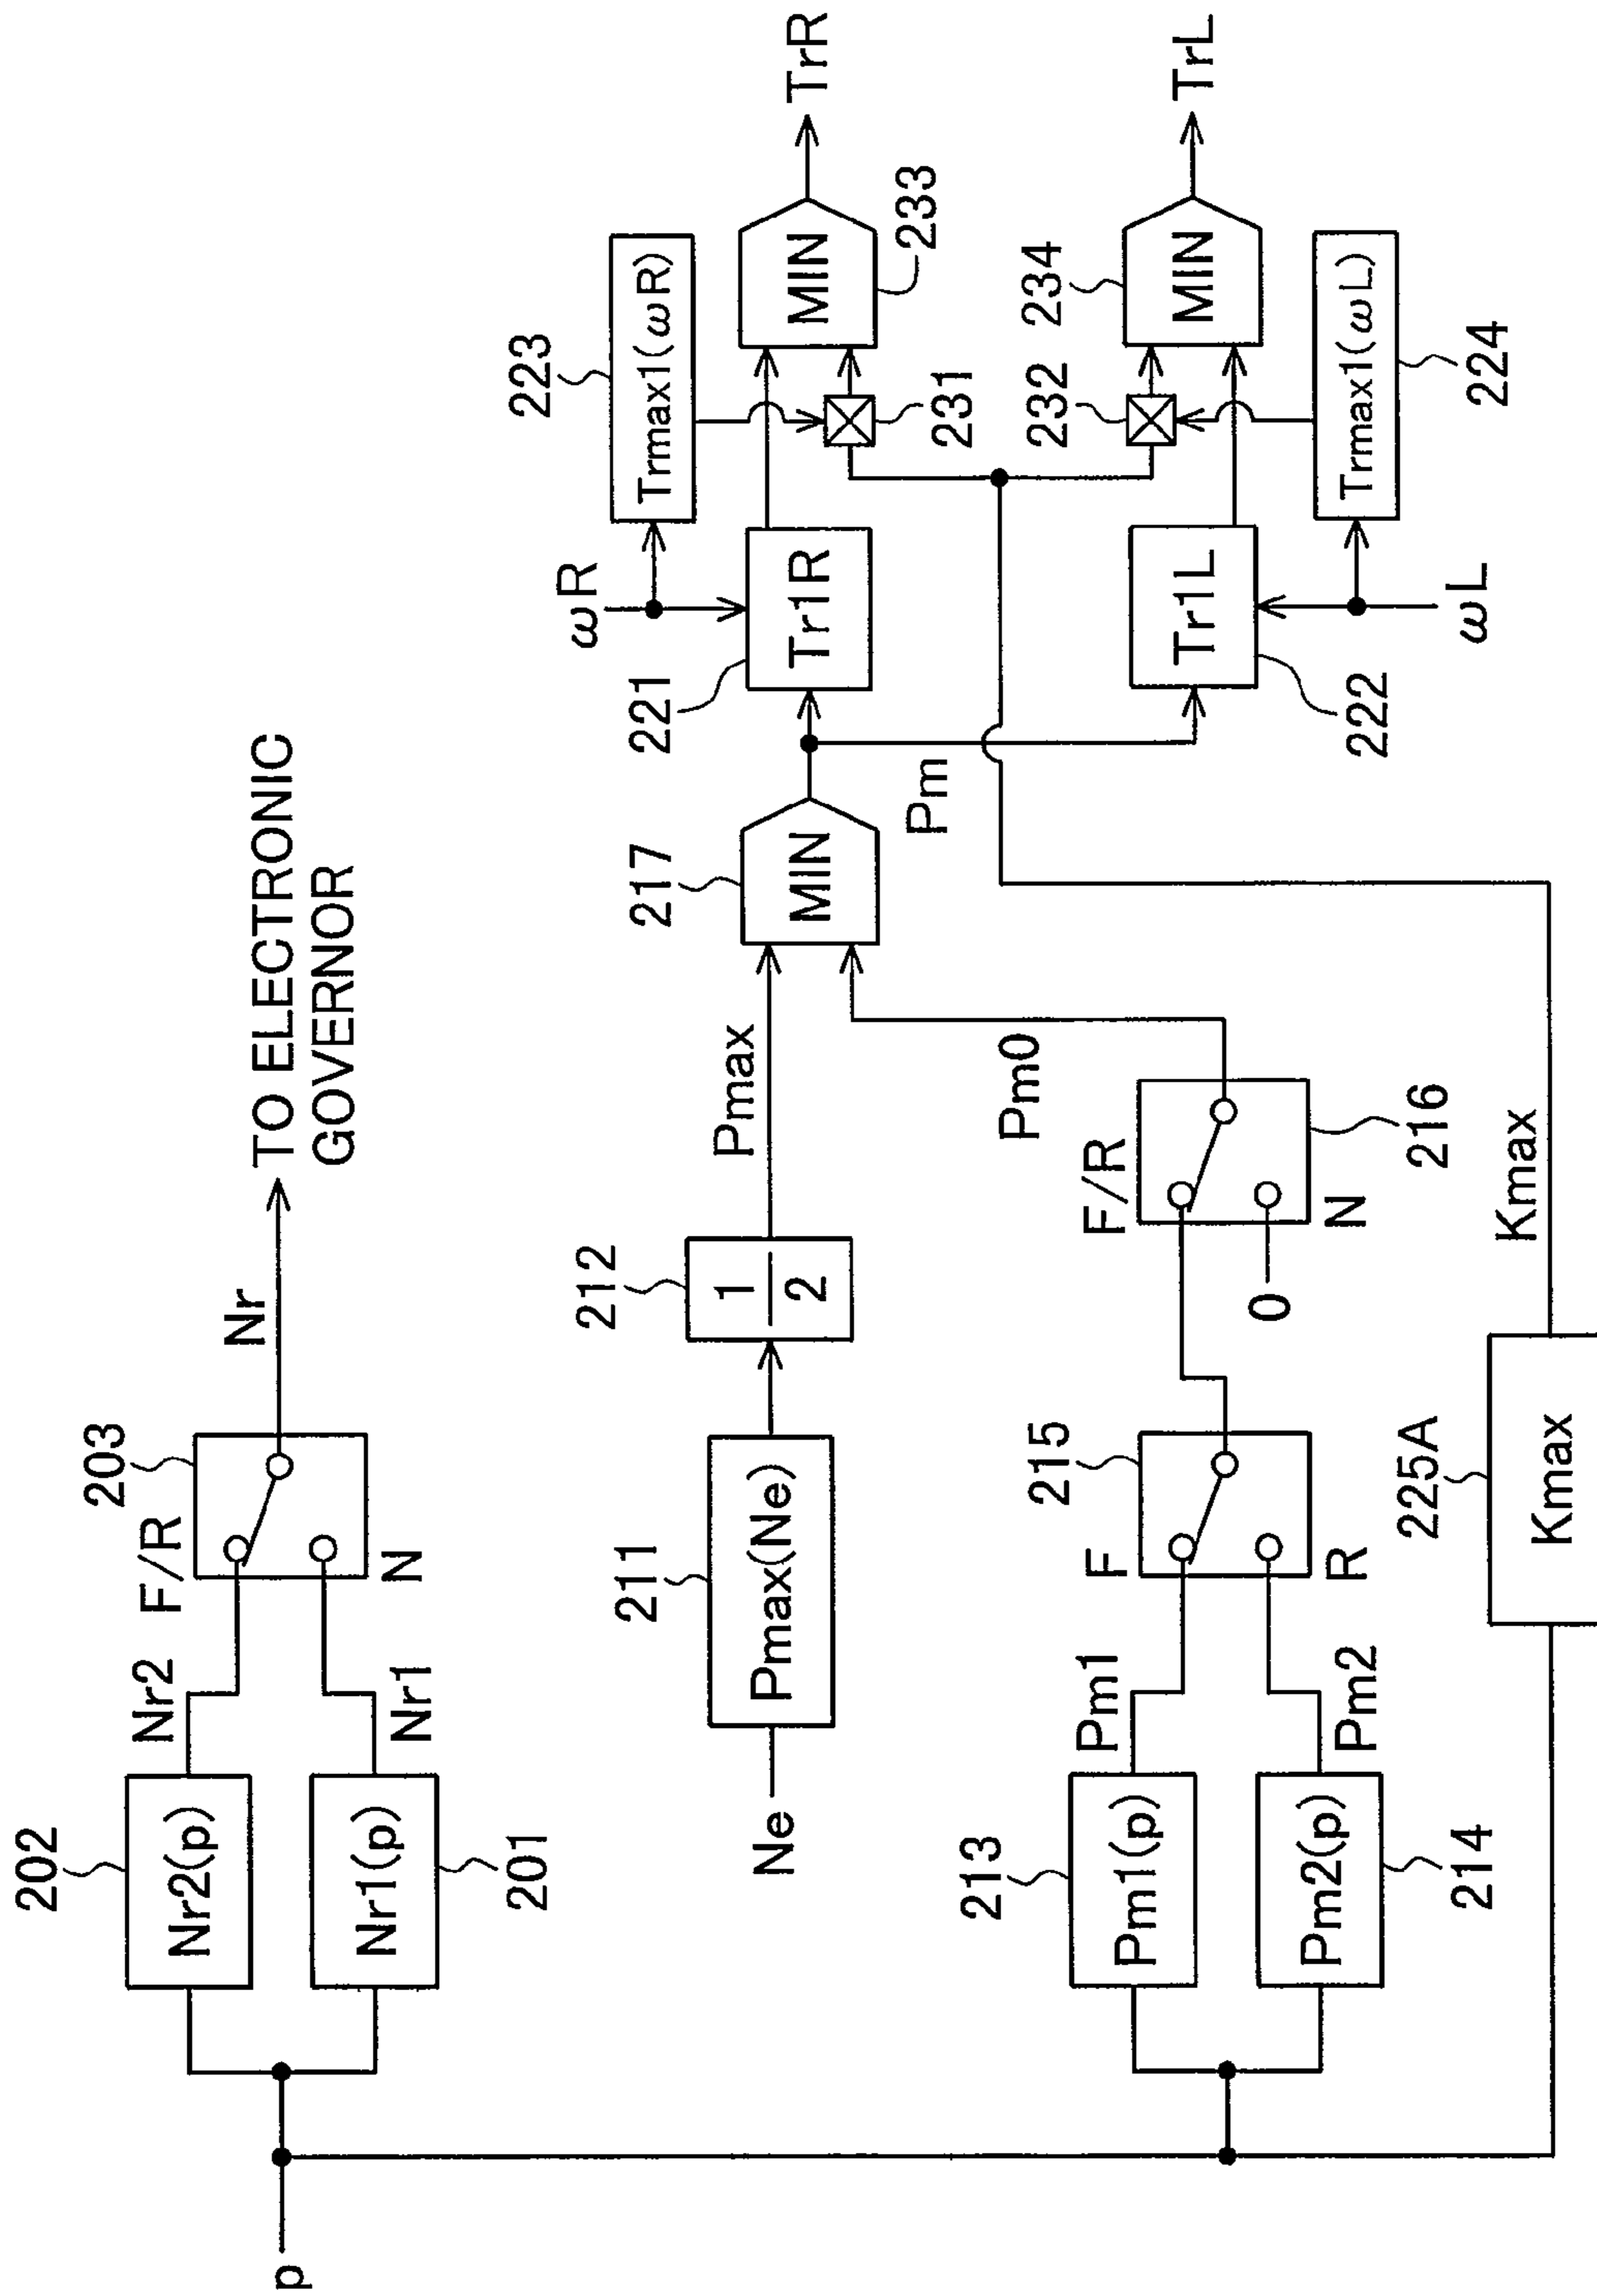 p
202
Nr2(p)
Nr2
203
F/R
Nr
TO ELECTRONIC
GOVERNOR
Nr1(p)
201
Nr1
N
Ne
211
Pmax(Ne)
212
1
2
Pmax
217
MIN
Pm
213
Pm1(p)
Pm1
215
F
Pm2(p)
214
Pm2
R
F/R
216
0
N
Pm0
225A
Kmax
Kmax
ωR
223
Trmax1(ωR)
221
Tr1R
231
MIN
233
TrR
Tr1L
222
232
234
MIN
TrL
ωL
Trmax1(ωL)
224